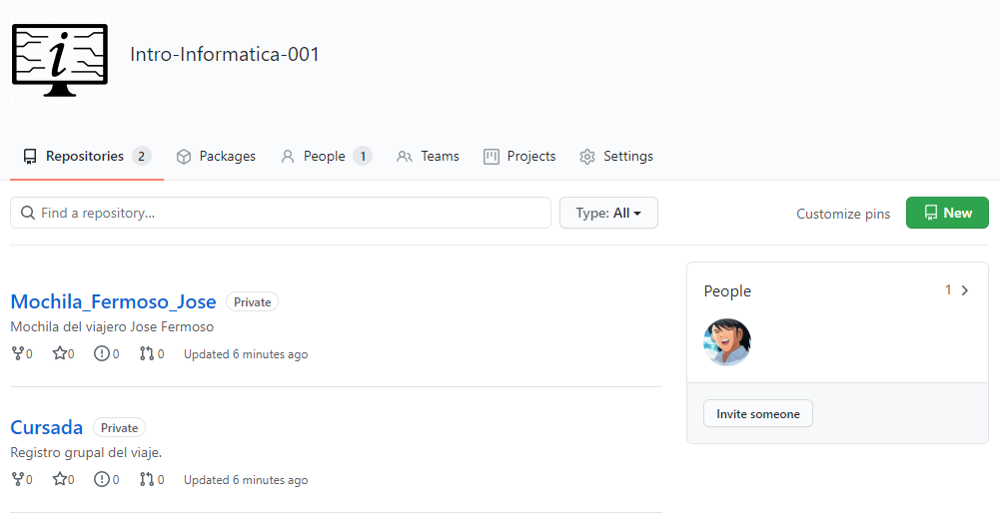 i
Intro-Informatica-001
Repositories 2 Packages People 1 Teams Projects Settings
Find a repository... Type: All Customize pins New
Mochila_Fermoso_Jose Private
Mochila del viajero Jose Fermoso
0 0 0 0 Updated 6 minutes ago
People 1
Cursada Private
Registro grupal del viaje.
0 0 0 0 Updated 6 minutes ago
Invite someone